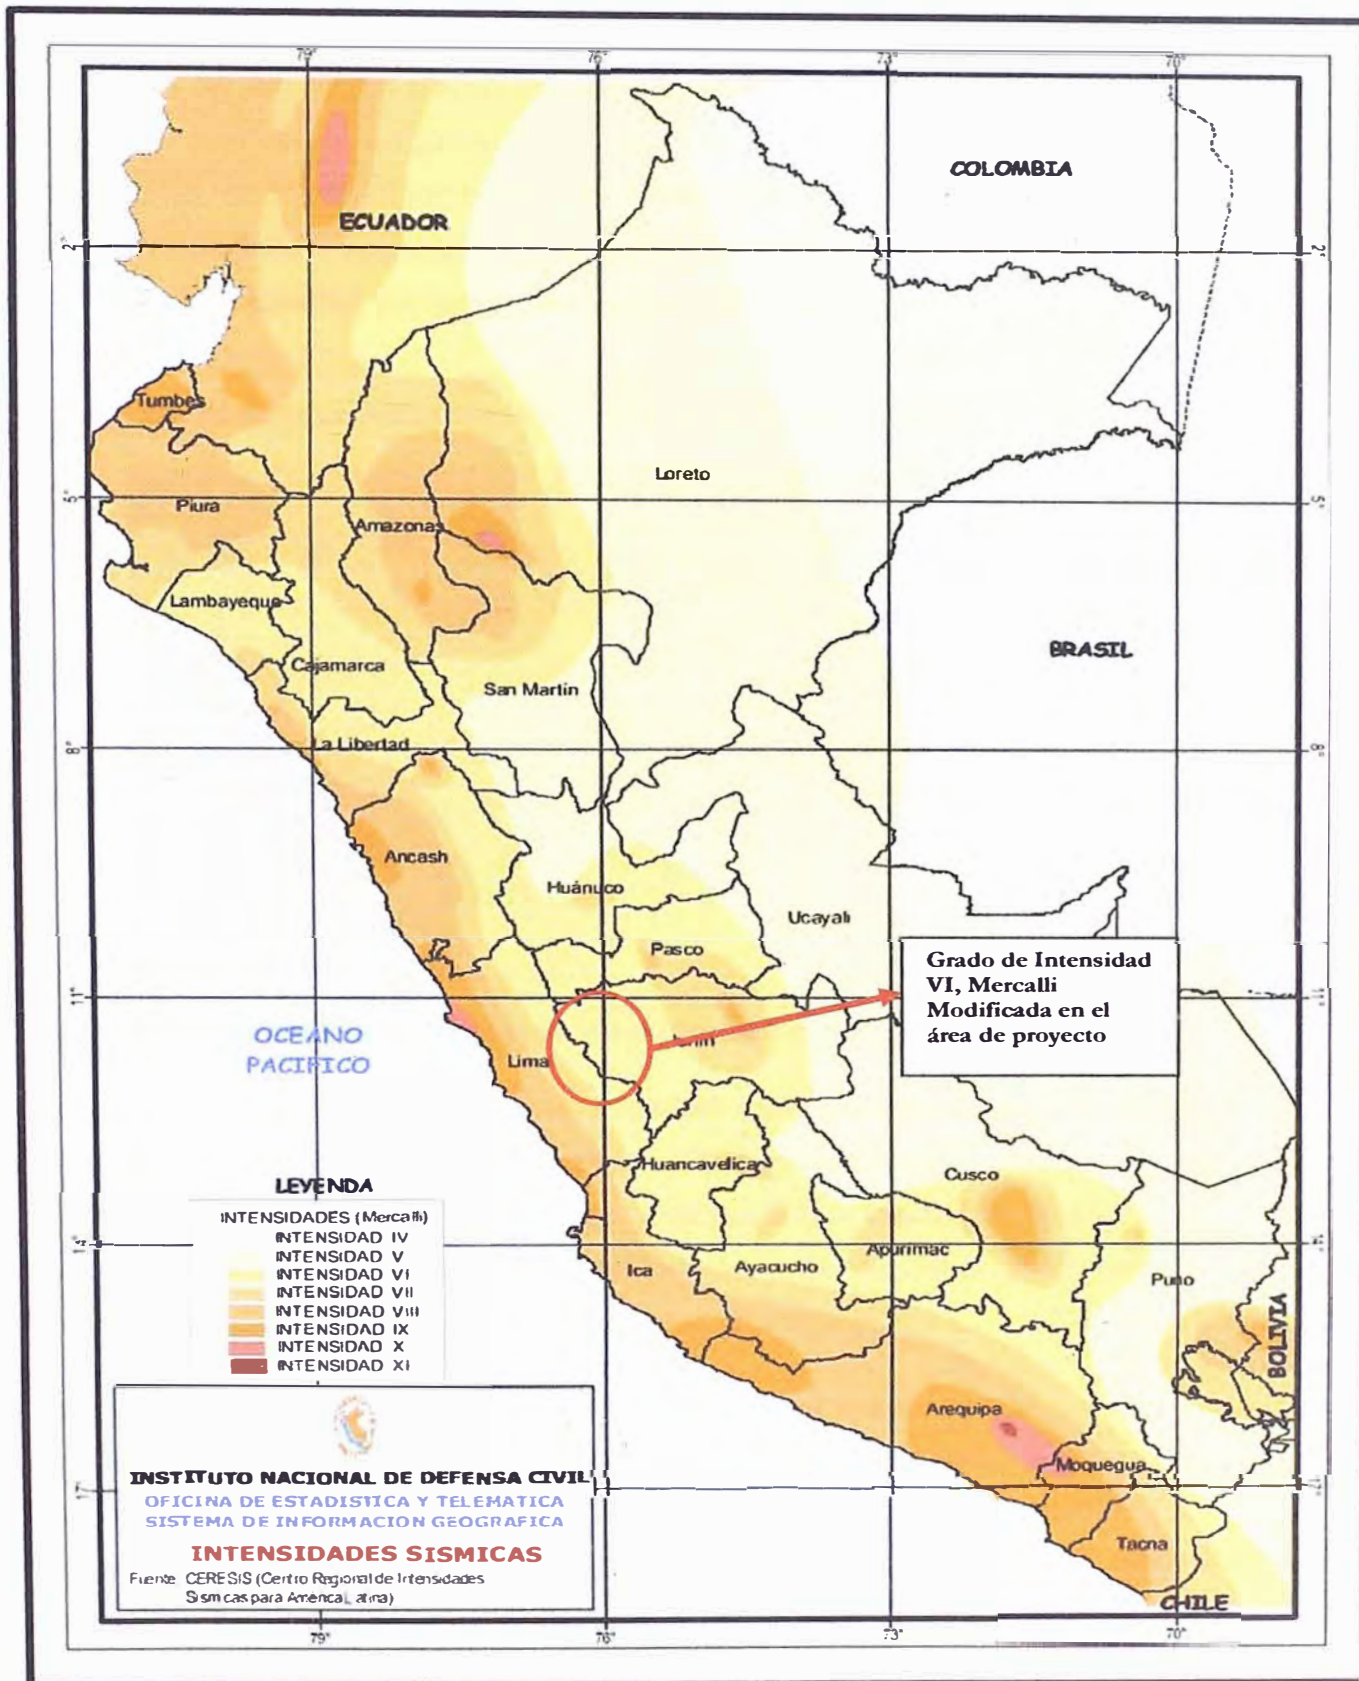 79°
76°
73°
70°
COLOMBIA
ECUADOR
2°
2°
Tumbes
Loreto
5°
5°
Piura
Amazonas
Lambayeque
BRASIL
Cajamarca
San Martín
La Libertad
8°
8°
Ancash
Huánuco
Ucayali
Pasco
Grado de Intensidad
VI, Mercalli
Modificada en el
área de proyecto
11°
OCEANO
PACIFICO
Lima
Junín
Huancavelica
Cusco
LEYENDA
INTENSIDADES (Mercalli)
INTENSIDAD IV
INTENSIDAD V
INTENSIDAD VI
INTENSIDAD VII
INTENSIDAD VIII
INTENSIDAD IX
INTENSIDAD X
INTENSIDAD XI
Ica
Ayacucho
Apurimac
Puno
BOLIVIA
Arequipa
Moquegua
Tacna
CHILE
INSTITUTO NACIONAL DE DEFENSA CIVIL
OFICINA DE ESTADISTICA Y TELEMATICA
SISTEMA DE INFORMACION GEOGRAFICA
INTENSIDADES SISMICAS
Fuente CERESIS (Centro Regional de Intensidades
Sismicas para América Latina)
17°
17°
79°
76°
73°
70°